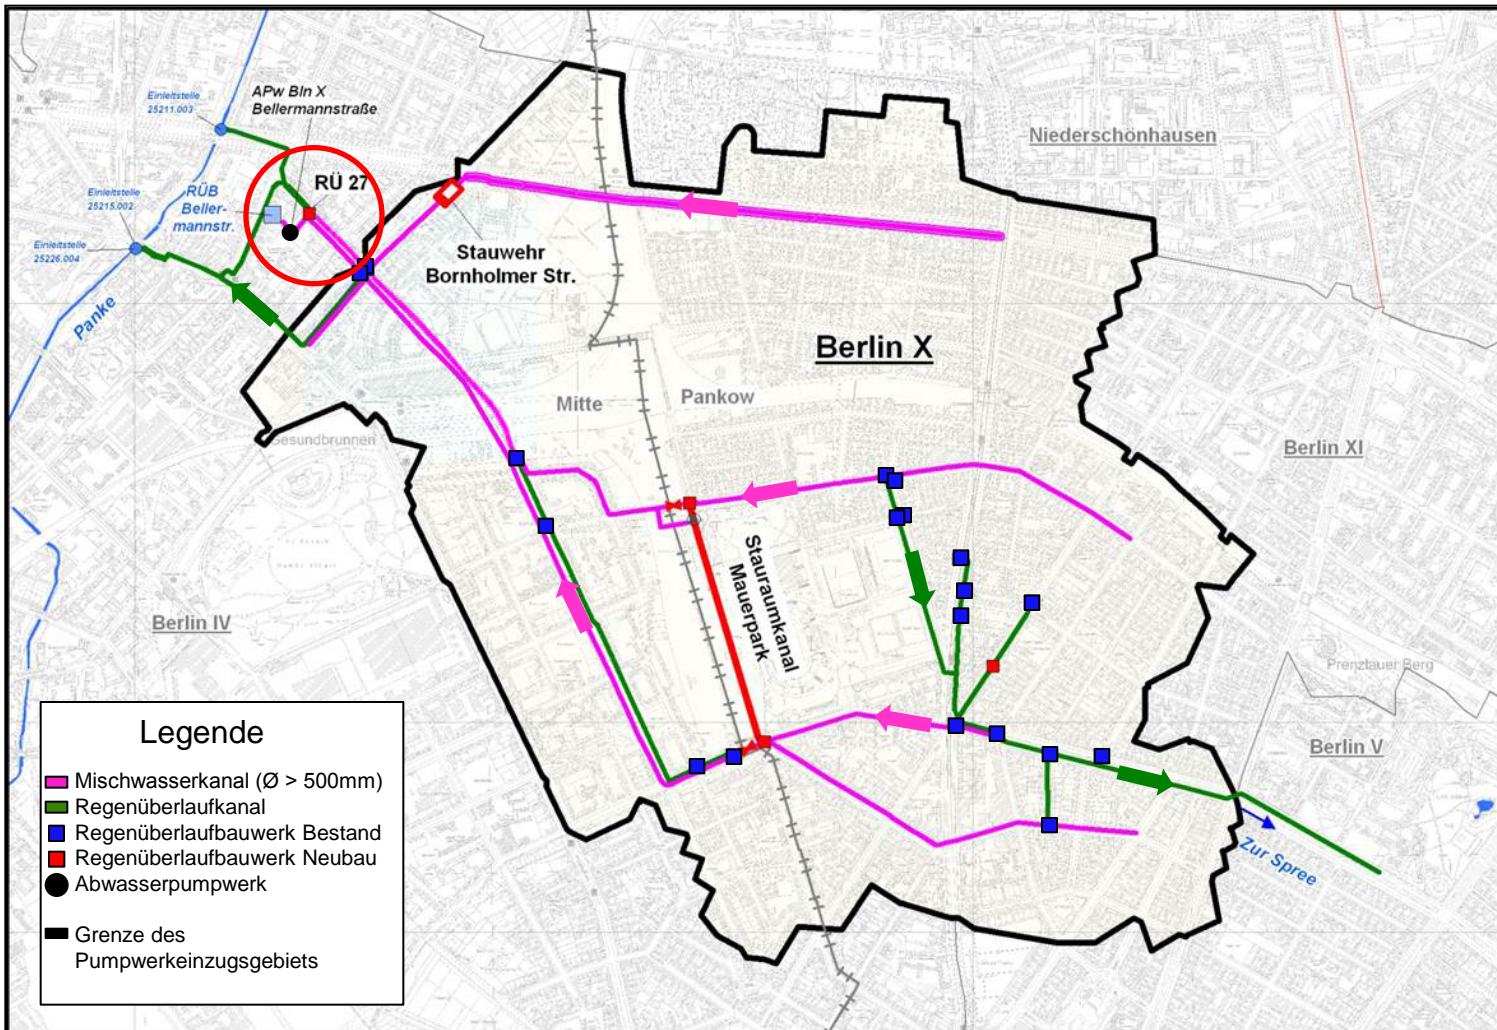 Einleitstelle
25211.003
APw Bln X
Bellermannstraße
Niederschönhausen
RÜ 27
RÜB
Beller-
mannstr.
Einleitstelle
25215.002
Einleitstelle
25226.004
Stauwehr
Bornholmer Str.
Panke
Berlin X
Mitte
Pankow
Gesundbrunnen
Berlin XI
Stauraumkanal
Mauerpark
Berlin IV
Prenzlauer Berg
Berlin V
Zur Spree
Legende
Mischwasserkanal (Ø > 500mm)
Regenüberlaufkanal
Regenüberlaufbauwerk Bestand
Regenüberlaufbauwerk Neubau
Abwasserpumpwerk
Grenze des
Pumpwerkeinzugsgebiets